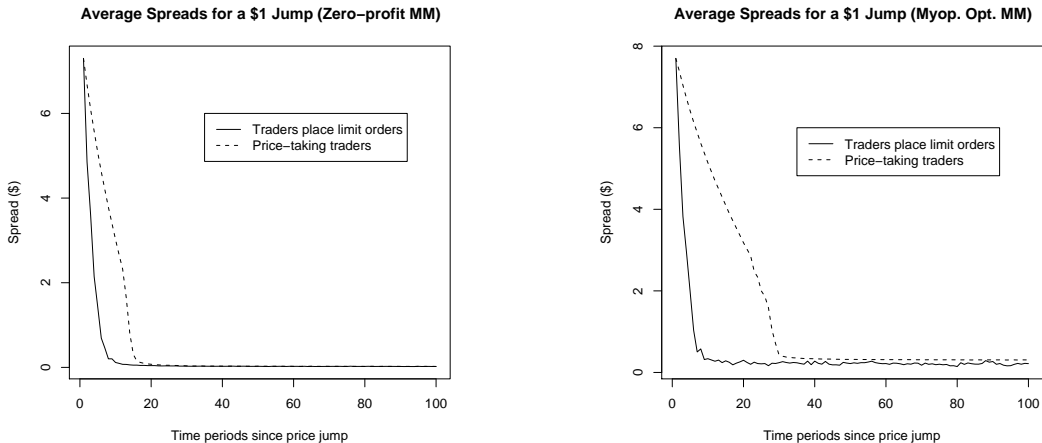 Average Spreads for a $1 Jump (Zero−profit MM)
Spread ($)
6
4
2
0
Traders place limit orders
Price−taking traders
0 20 40 60 80 100
Time periods since price jump
Average Spreads for a $1 Jump (Myop. Opt. MM)
Spread ($)
8
6
4
2
0
Traders place limit orders
Price−taking traders
0 20 40 60 80 100
Time periods since price jump